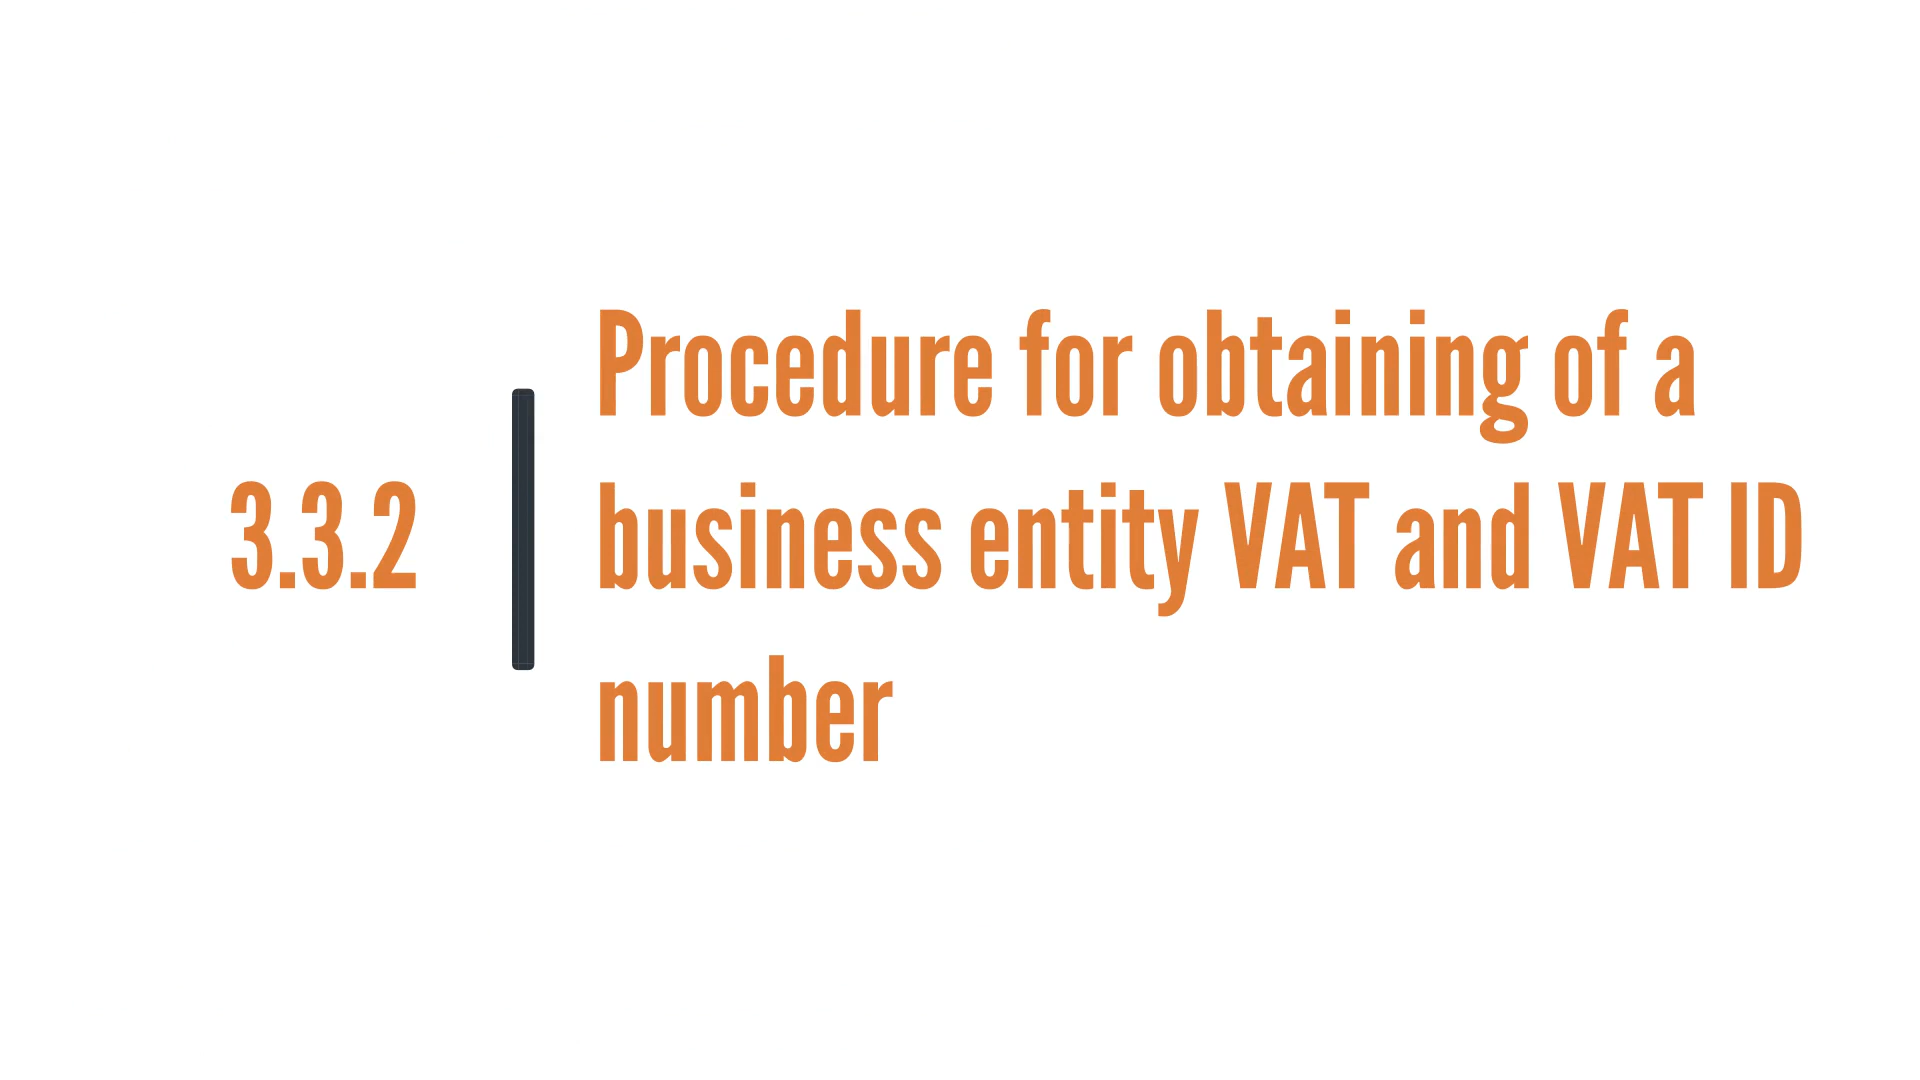 3.3.2
Procedure for obtaining of a
business entity VAT and VAT ID
number